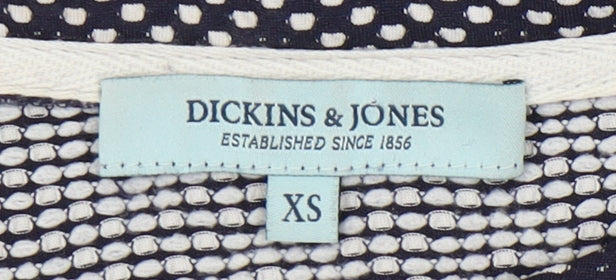 DICKINS & JONES
ESTABLISHED SINCE 1856
XS